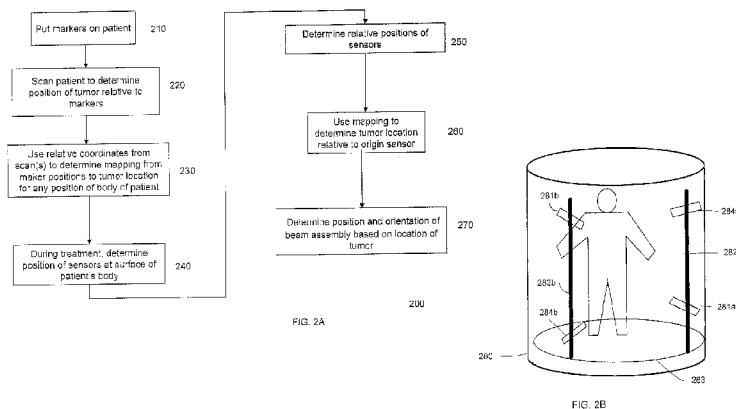 Put markers on patient
210
Scan patient to determine
position of tumor relative to
markers
220
Use relative coordinates from
scan(s) to determine mapping from
maker positions to tumor location
for any position of body of patient
230
During treatment, determine
position of sensors at surface of
patient's body
240
Determine relative positions of
sensors
250
Use mapping to
determine tumor location
relative to origin sensor
260
Determine position and orientation of
beam assembly based on location of
tumor
270
200
FIG. 2A
281b
284a
282
282b
281a
284b
280
283
FIG. 2B